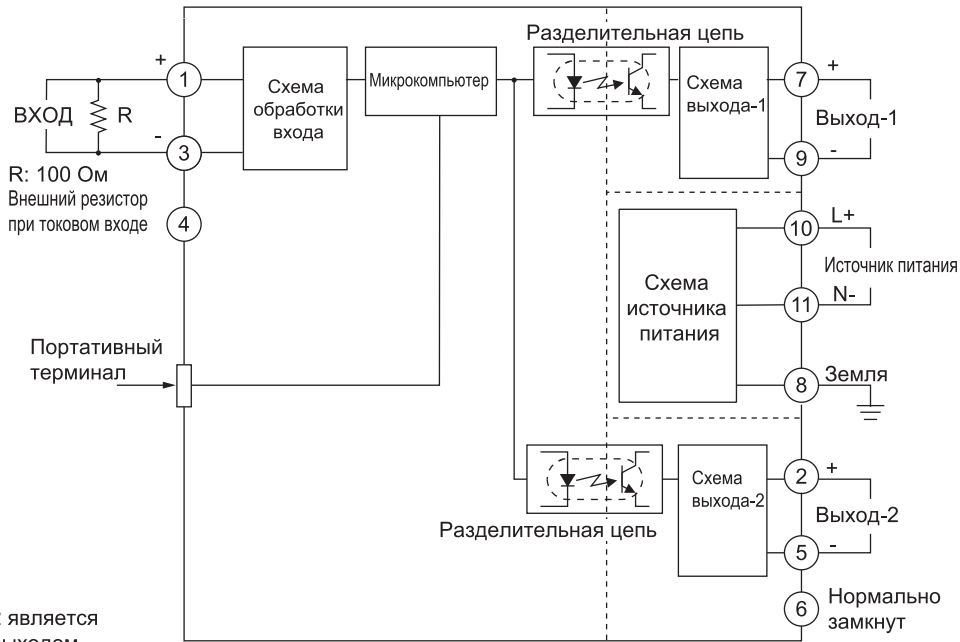 Разделительная цепь
+
1
Схема
обработки
входа
Микрокомпьютер
Схема
выхода-1
7
+
ВХОД
R
Выход-1
-
3
9
-
R: 100 Ом
Внешний резистор
при токовом входе
4
10
L+
Источник питания
Схема
источника
питания
11
N-
Портативный
терминал
8
Земля
Схема
выхода-2
2
+
Выход-2
Разделительная цепь
5
-
6
Нормально
замкнут
является